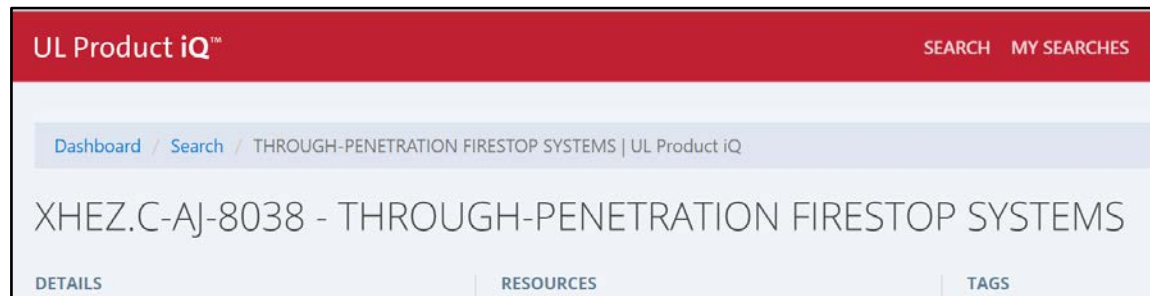 UL Product iQ™ SEARCH MY SEARCHES
Dashboard / Search / THROUGH-PENETRATION FIRESTOP SYSTEMS | UL Product iQ
XHEZ.C-AJ-8038 - THROUGH-PENETRATION FIRESTOP SYSTEMS
DETAILS RESOURCES TAGS